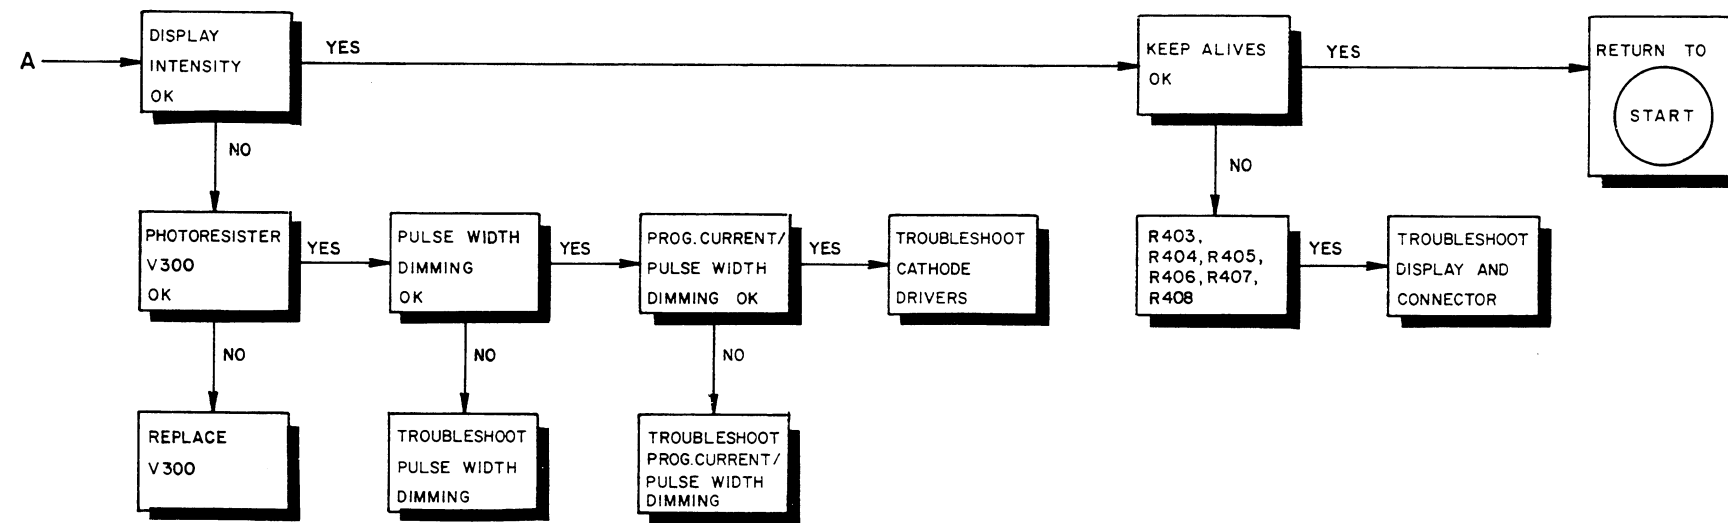 A
DISPLAY
INTENSITY
OK
YES
KEEP ALIVES
OK
YES
RETURN TO
START
NO
NO
PHOTORESISTER
V300
OK
YES
PULSE WIDTH
DIMMING
OK
YES
PROG.CURRENT/
PULSE WIDTH
DIMMING OK
YES
TROUBLESHOOT
CATHODE
DRIVERS
R403,
R404, R405,
R406, R407,
R408
YES
TROUBLESHOOT
DISPLAY AND
CONNECTOR
NO
NO
NO
REPLACE
V300
TROUBLESHOOT
PULSE WIDTH
DIMMING
TROUBLESHOOT
PROG.CURRENT/
PULSE WIDTH
DIMMING